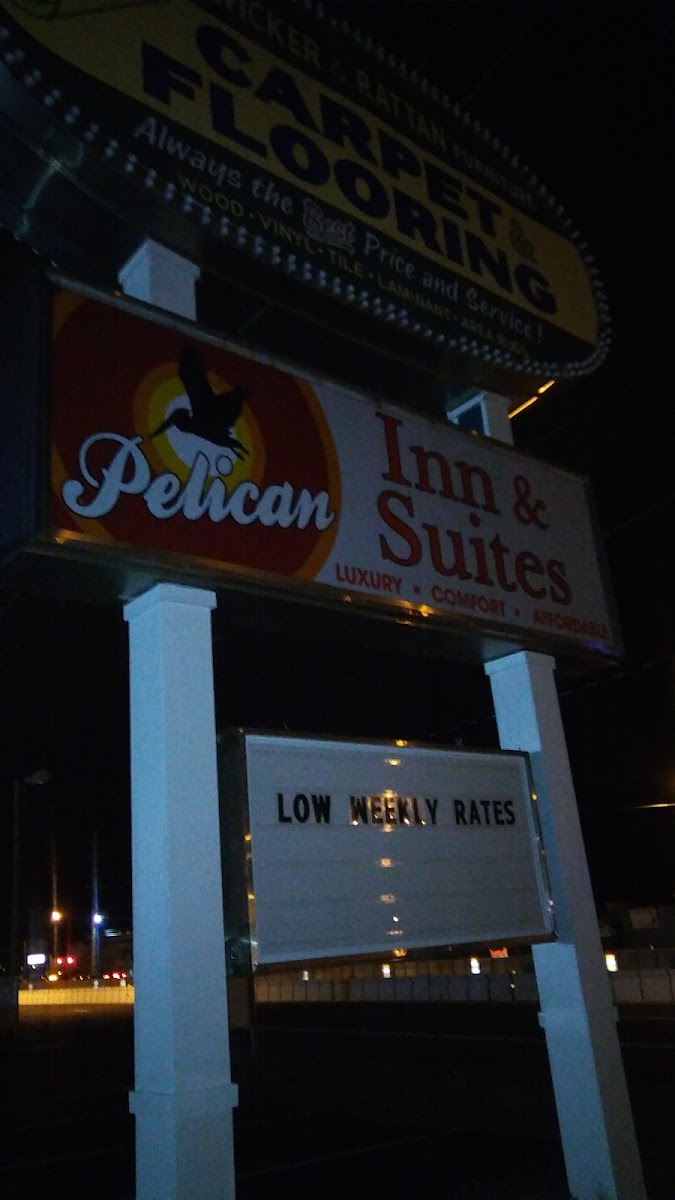 WICKER & RATTAN FURNITURE
CARPET &
FLOORING
Always the Best Price and Service!
WOOD · VINYL · TILE · LAMINANT · AREA RUGS
Pelican
Inn &
Suites
LUXURY • COMFORT • AFFORDABLE
LOW WEEKLY RATES